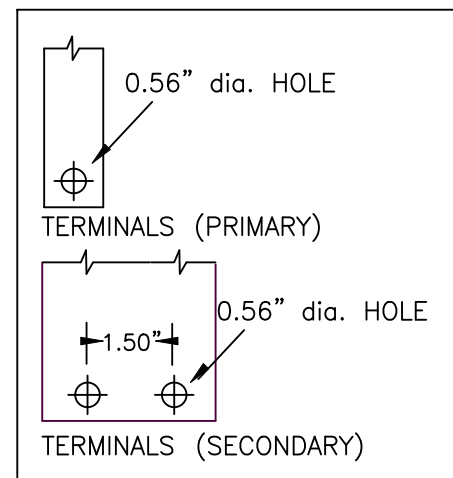 0.56” dia. HOLE
TERMINALS (PRIMARY)
0.56” dia. HOLE
1.50”
TERMINALS (SECONDARY)